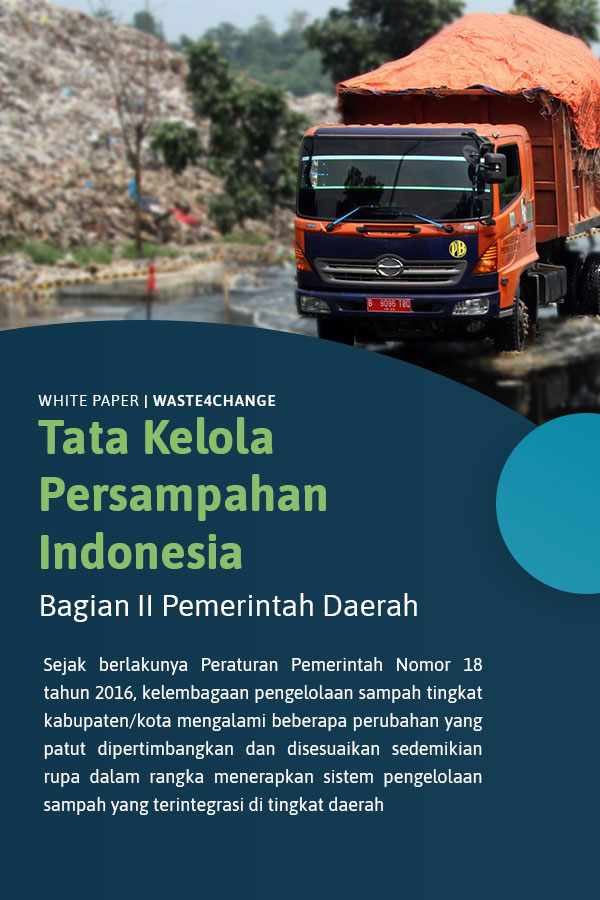 PB
WHITE PAPER | WASTE4CHANGE
Tata Kelola
Persampahan
Indonesia
Bagian II Pemerintah Daerah
Sejak berlakunya Peraturan Pemerintah Nomor 18
tahun 2016, kelembagaan pengelolaan sampah tingkat
kabupaten/kota mengalami beberapa perubahan yang
patut dipertimbangkan dan disesuaikan sedemikian
rupa dalam rangka menerapkan sistem pengelolaan
sampah yang terintegrasi di tingkat daerah